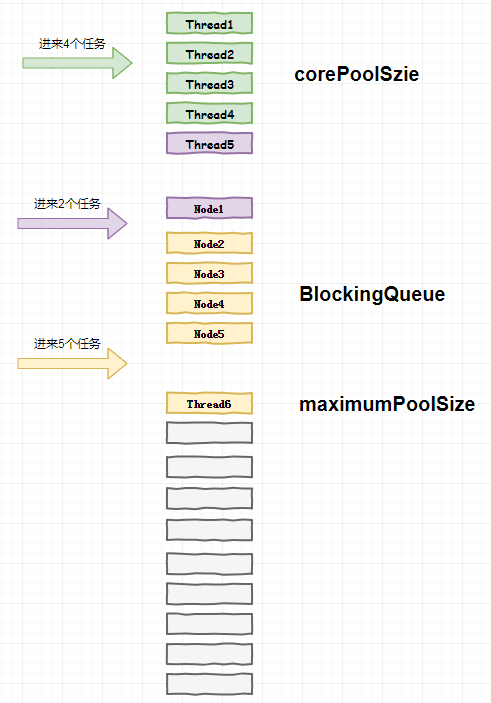 Thread1
进来4个任务
Thread2
corePoolSzie
Thread3
Thread4
Thread5
进来2个任务
Node1
Node2
Node3
BlockingQueue
Node4
Node5
进来5个任务
Thread6
maximumPoolSize